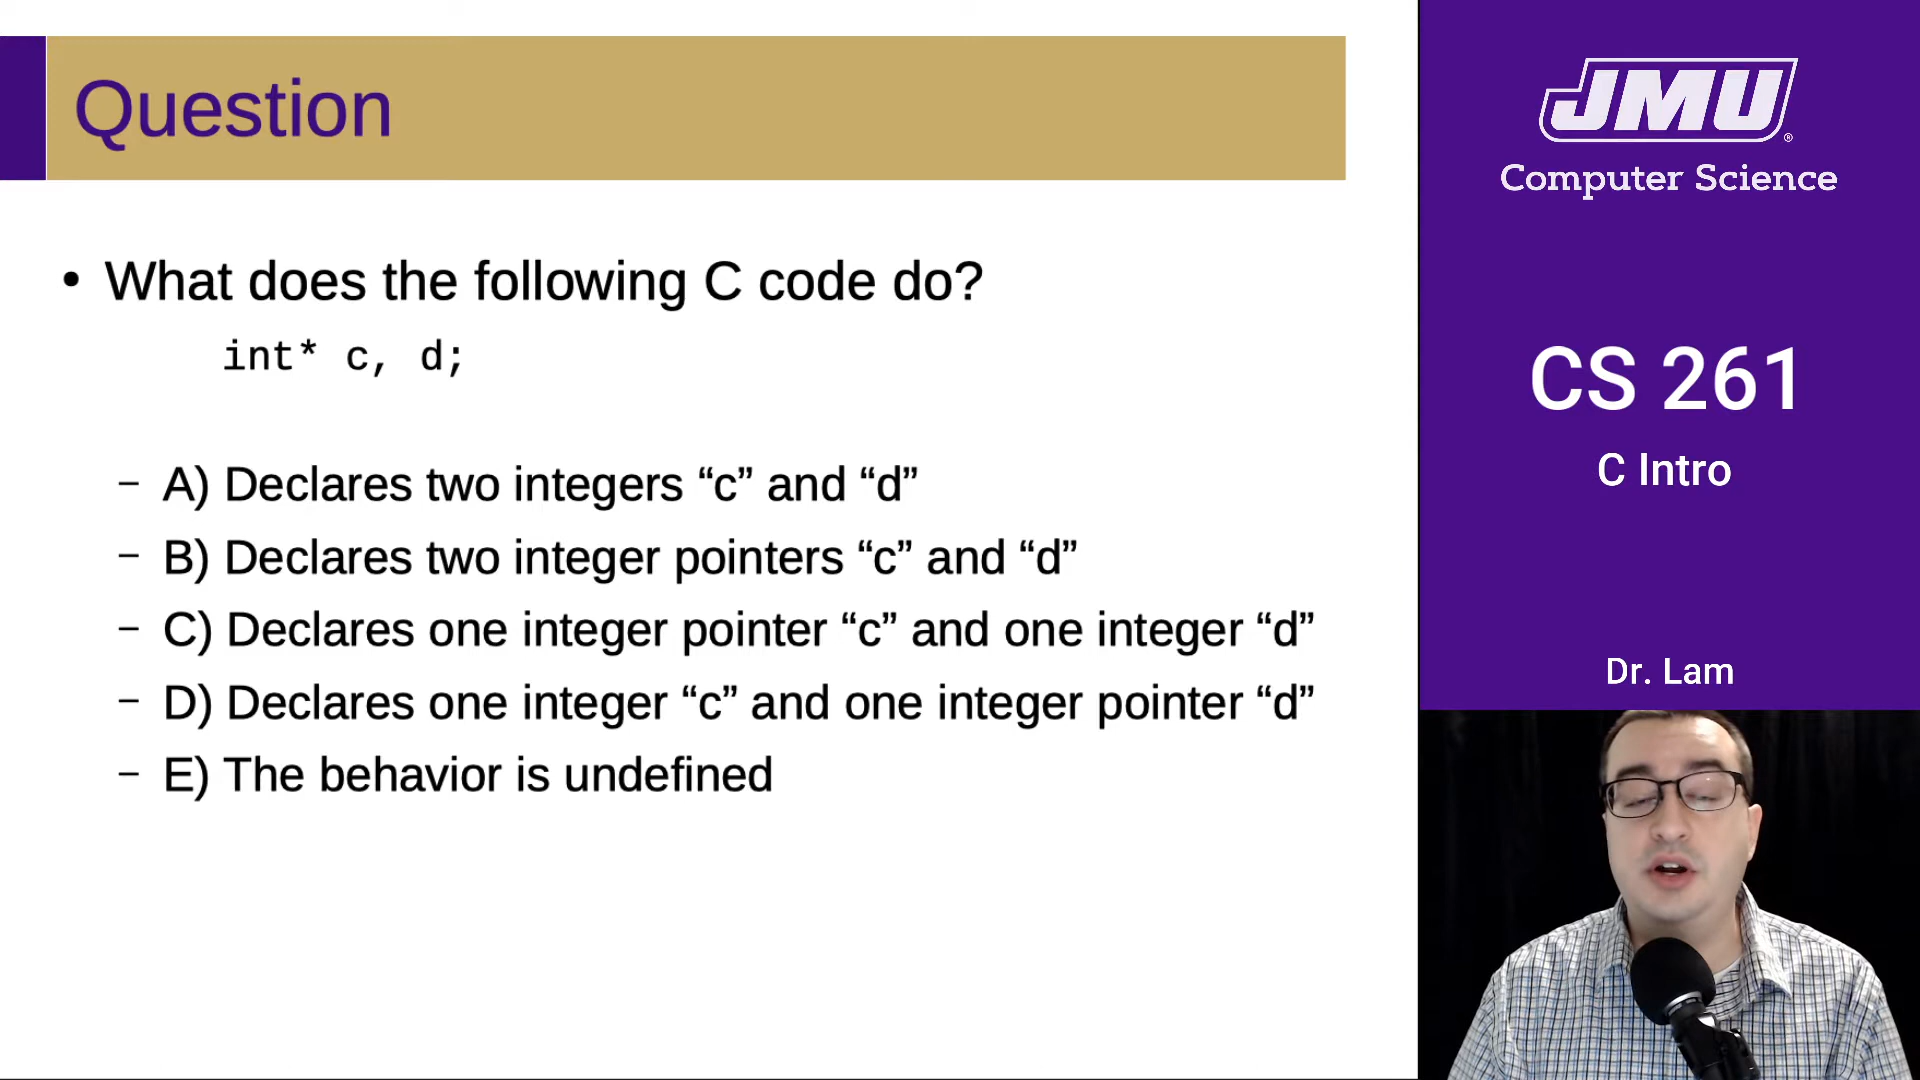 Question
• What does the following C code do?
int* c, d;
– A) Declares two integers “c” and “d”
– B) Declares two integer pointers “c” and “d”
– C) Declares one integer pointer “c” and one integer “d”
– D) Declares one integer “c” and one integer pointer “d”
– E) The behavior is undefined
JMU®
Computer Science
CS 261
C Intro
Dr. Lam